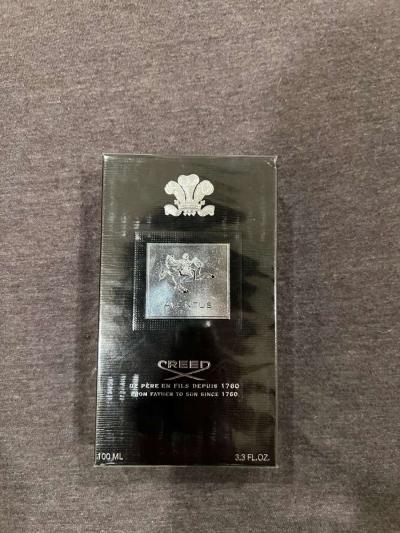 AVENTUS
CREED
DE PÈRE EN FILS DEPUIS 1760
FROM FATHER TO SON SINCE 1760
100 ML
3.3 FL.OZ.